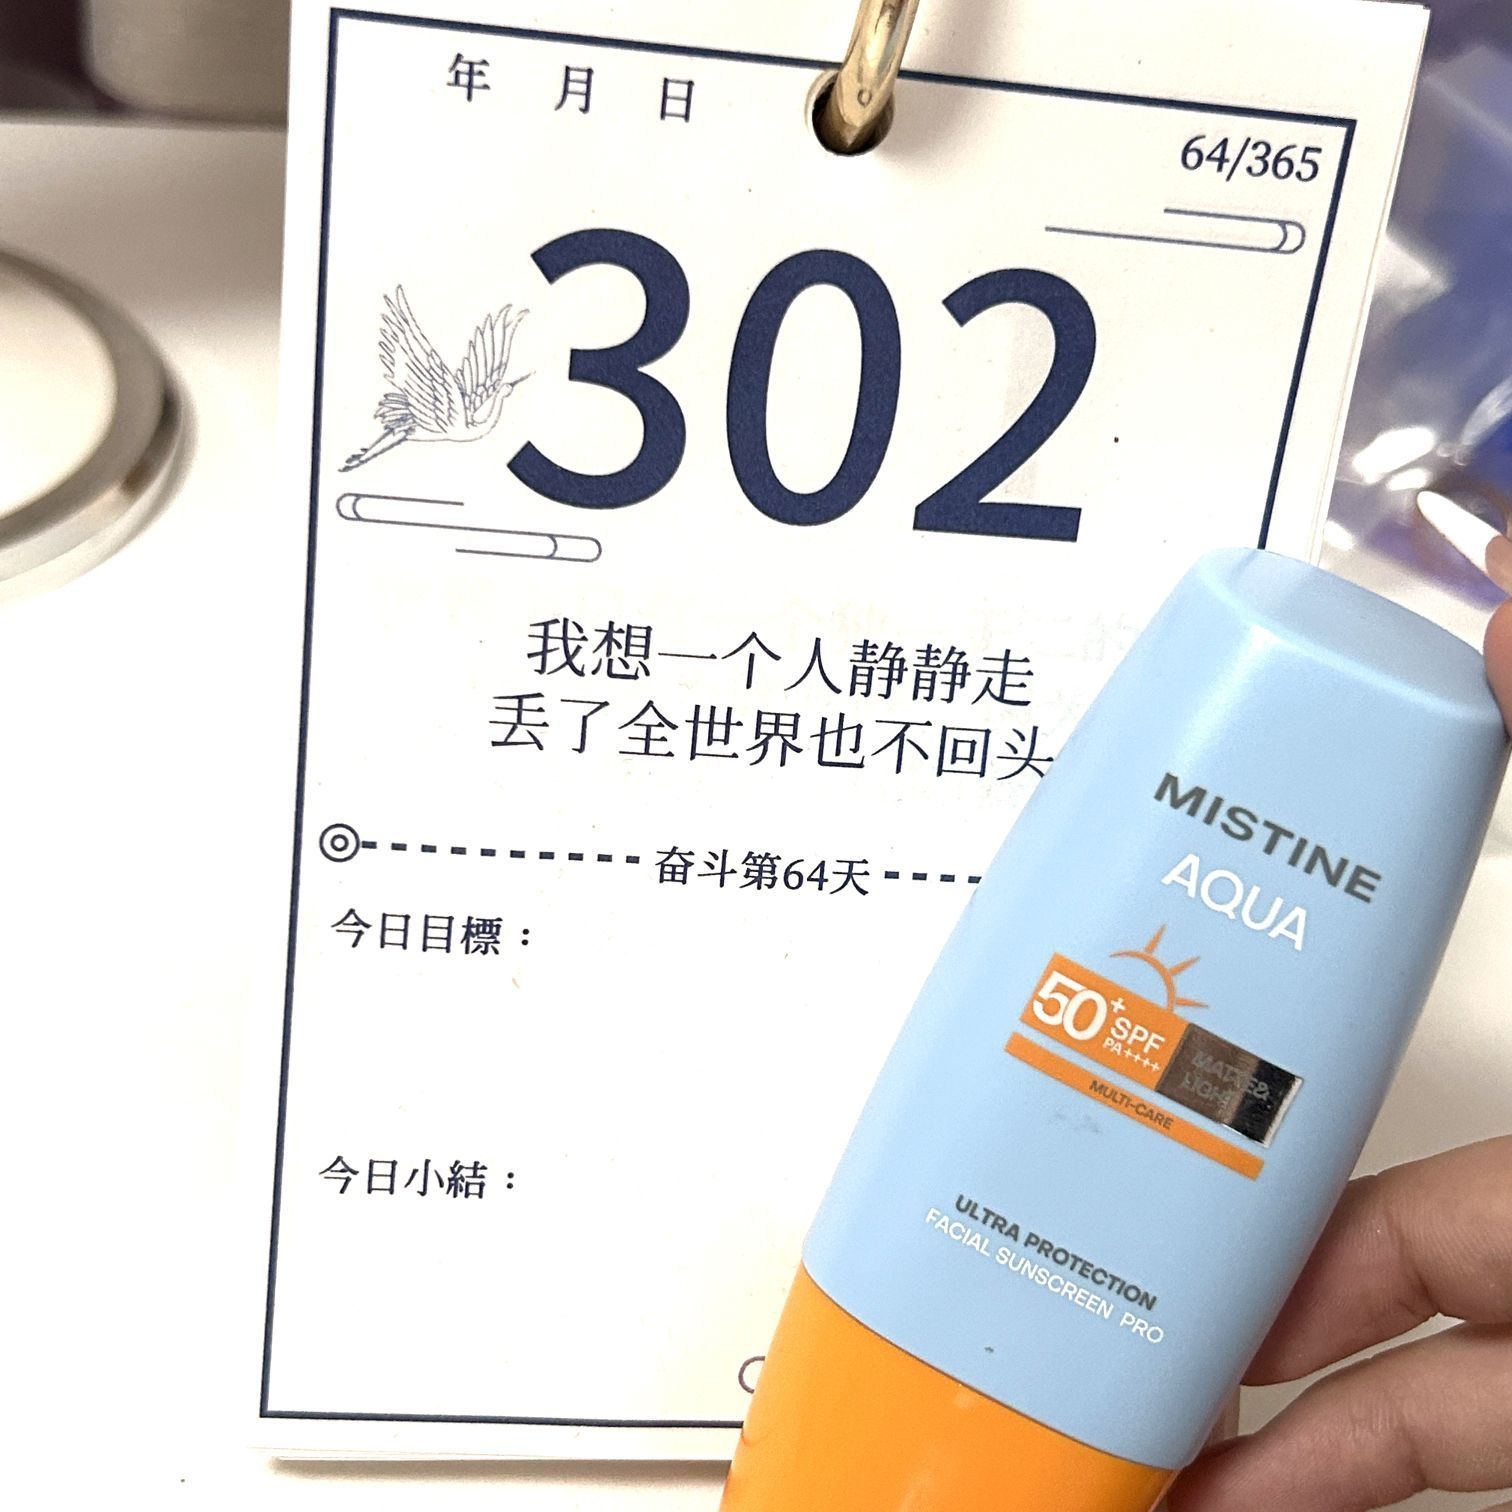 年 月 日
64/365
302
我想一个人静静走
丢了全世界也不回头
奋斗第64天
今日目標：
今日小結：
MISTINE
AQUA
50+ SPF
PA++++
MATTE&
LIGHT
MULTI-CARE
ULTRA PROTECTION
FACIAL SUNSCREEN PRO